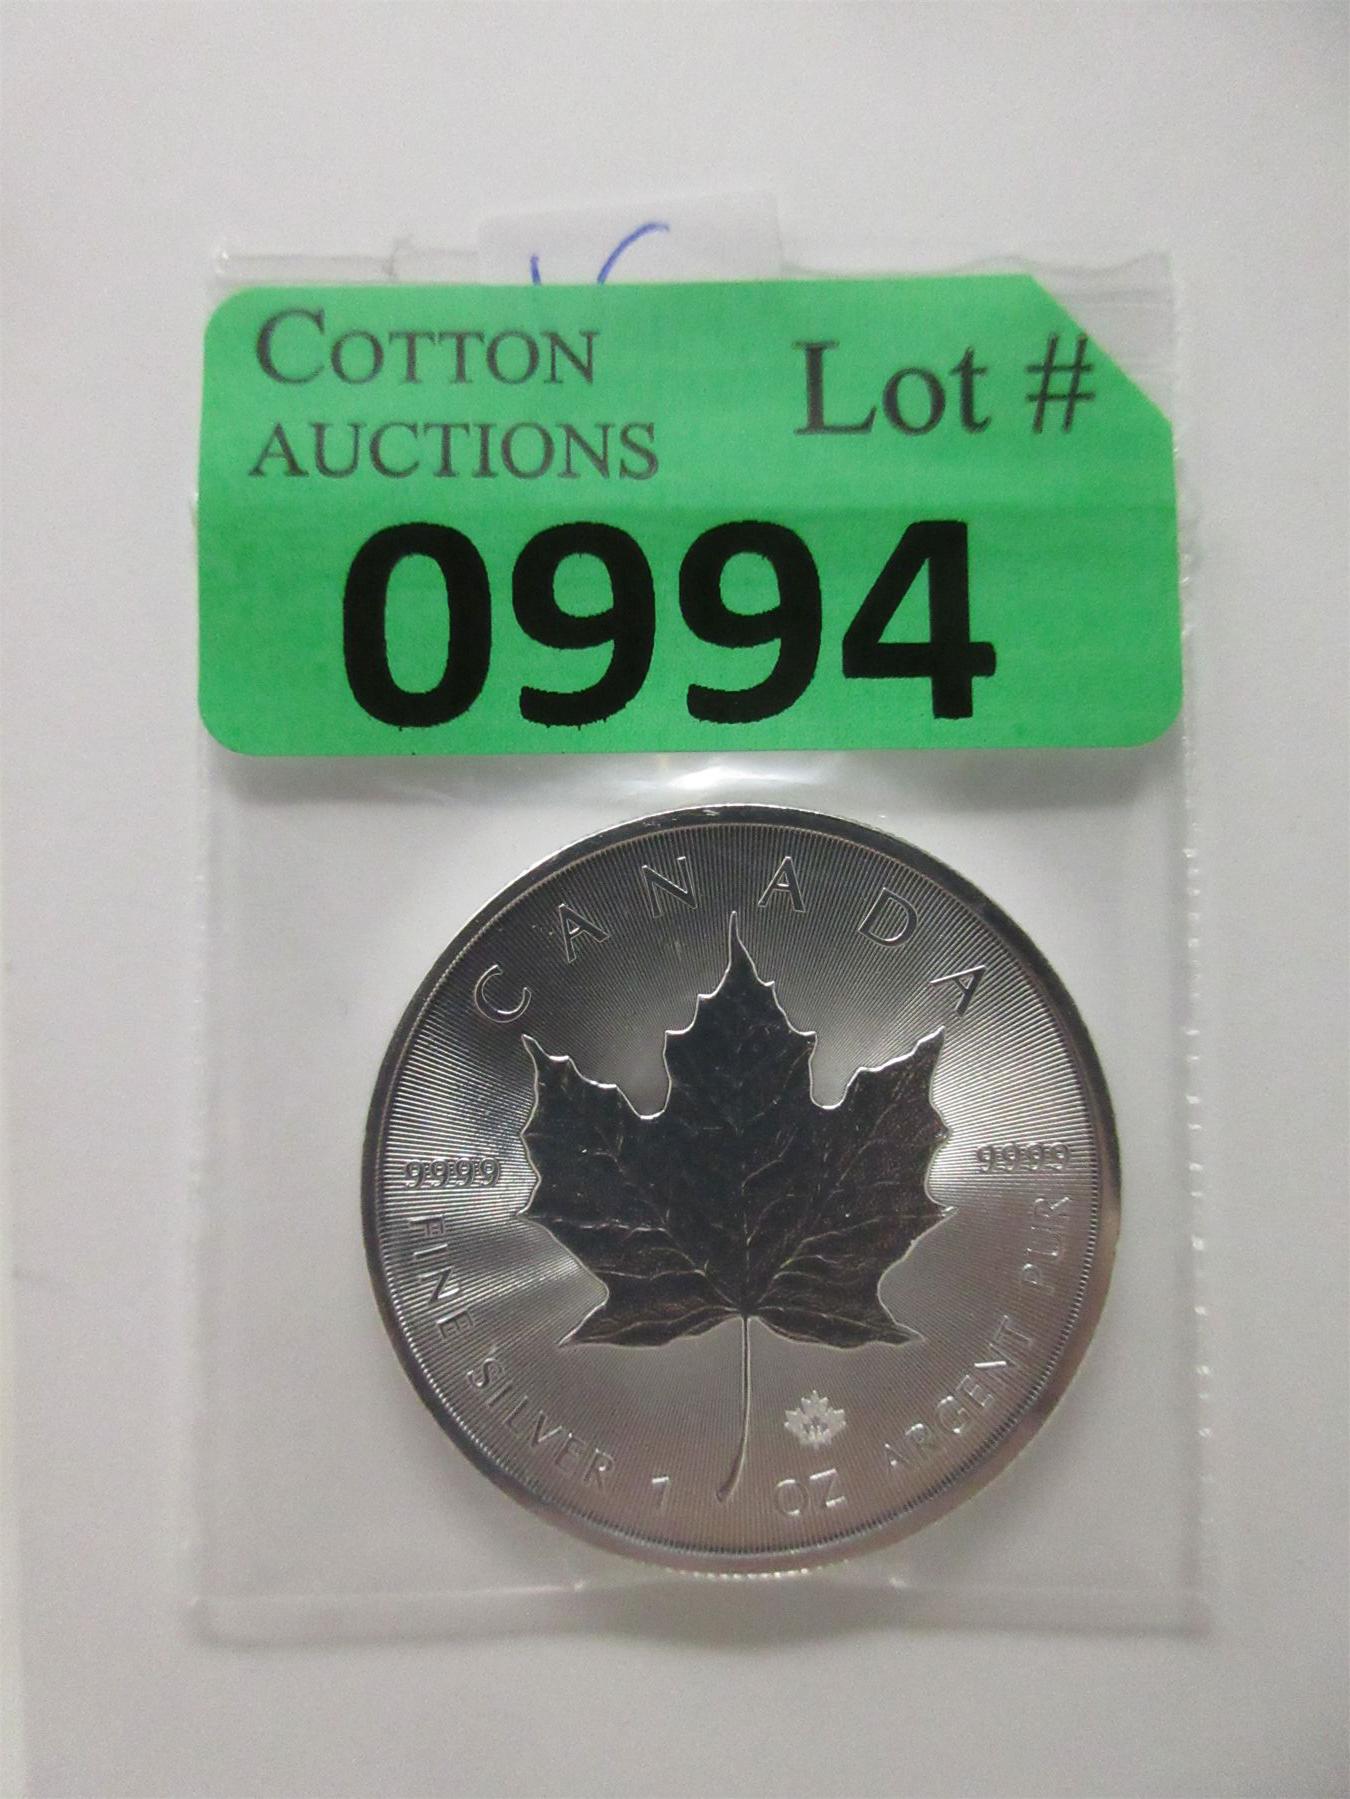 COTTON
AUCTIONS
Lot #
0994
CANADA
9999
9999
FINE SILVER 1 OZ ARGENT PUR